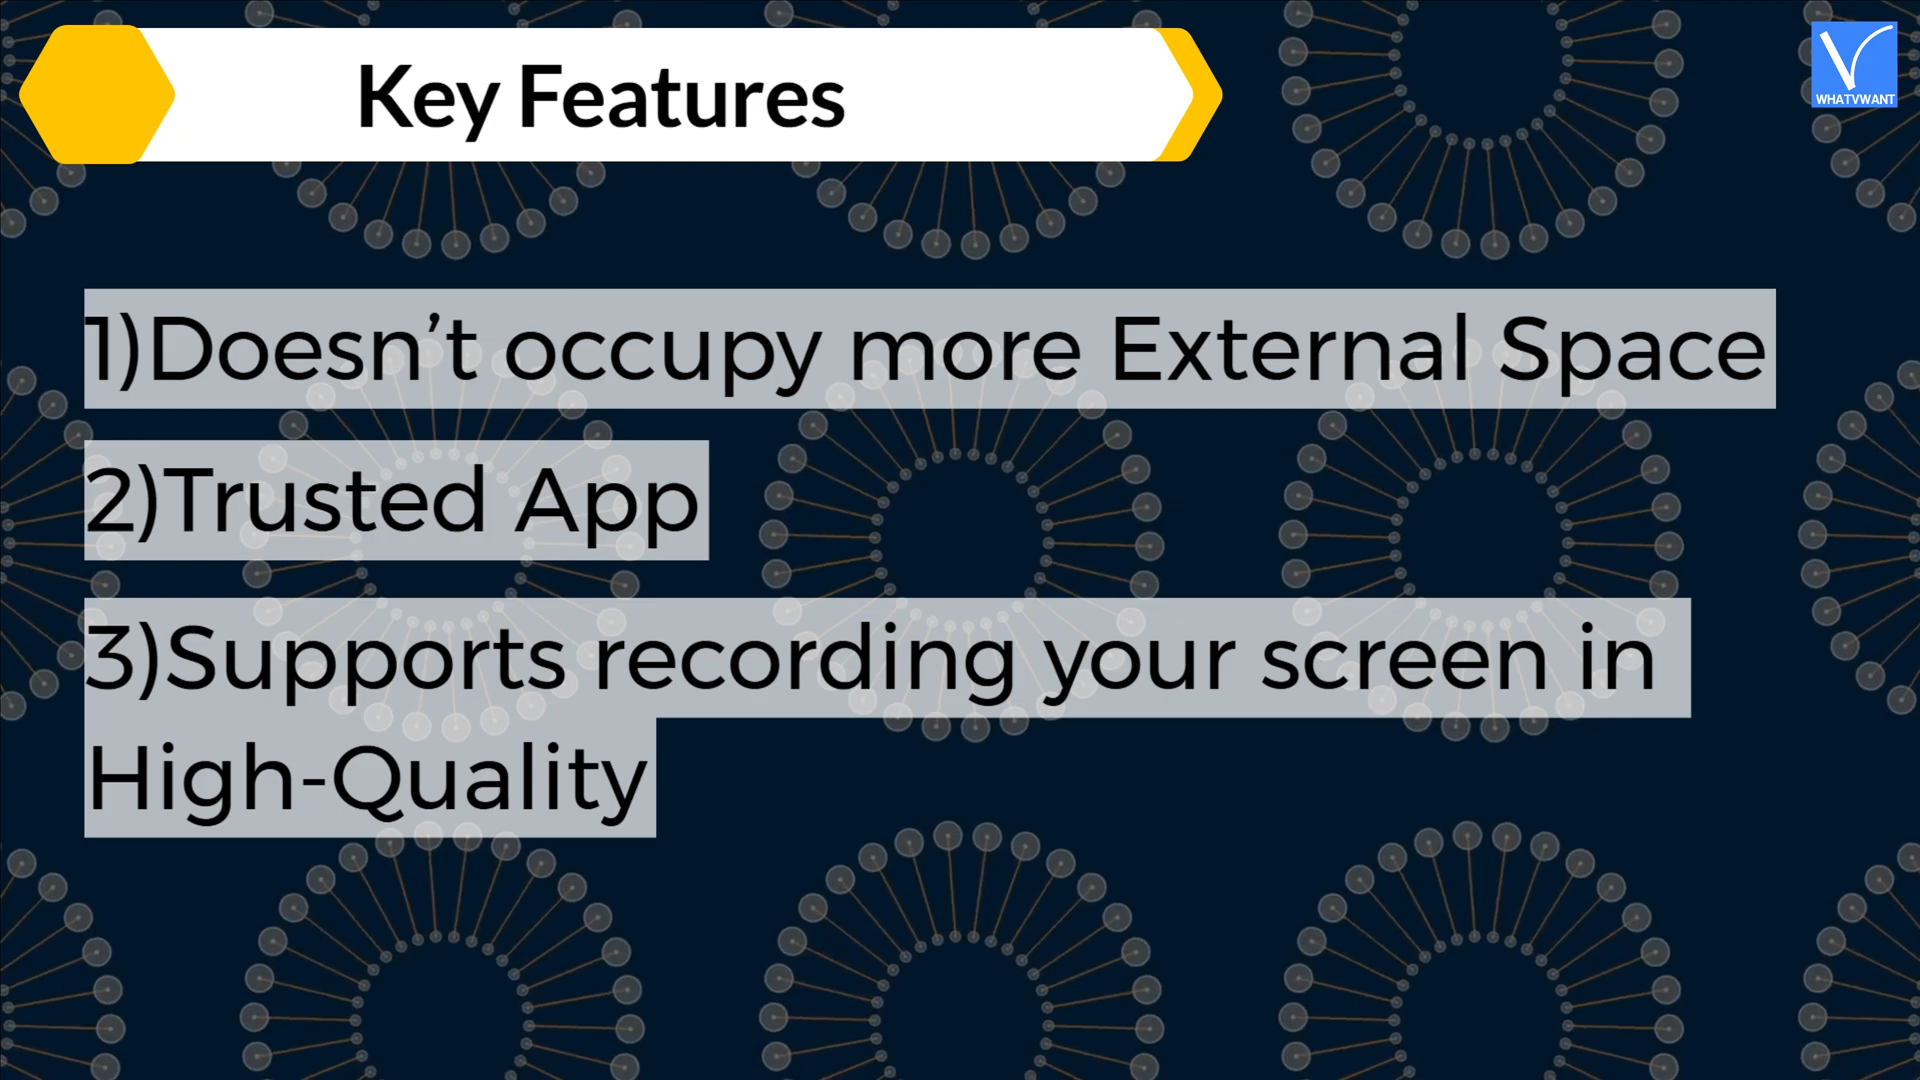 Key Features
WHATVWANT
1)Doesn’t occupy more External Space
2)Trusted App
3)Supports recording your screen in
High-Quality